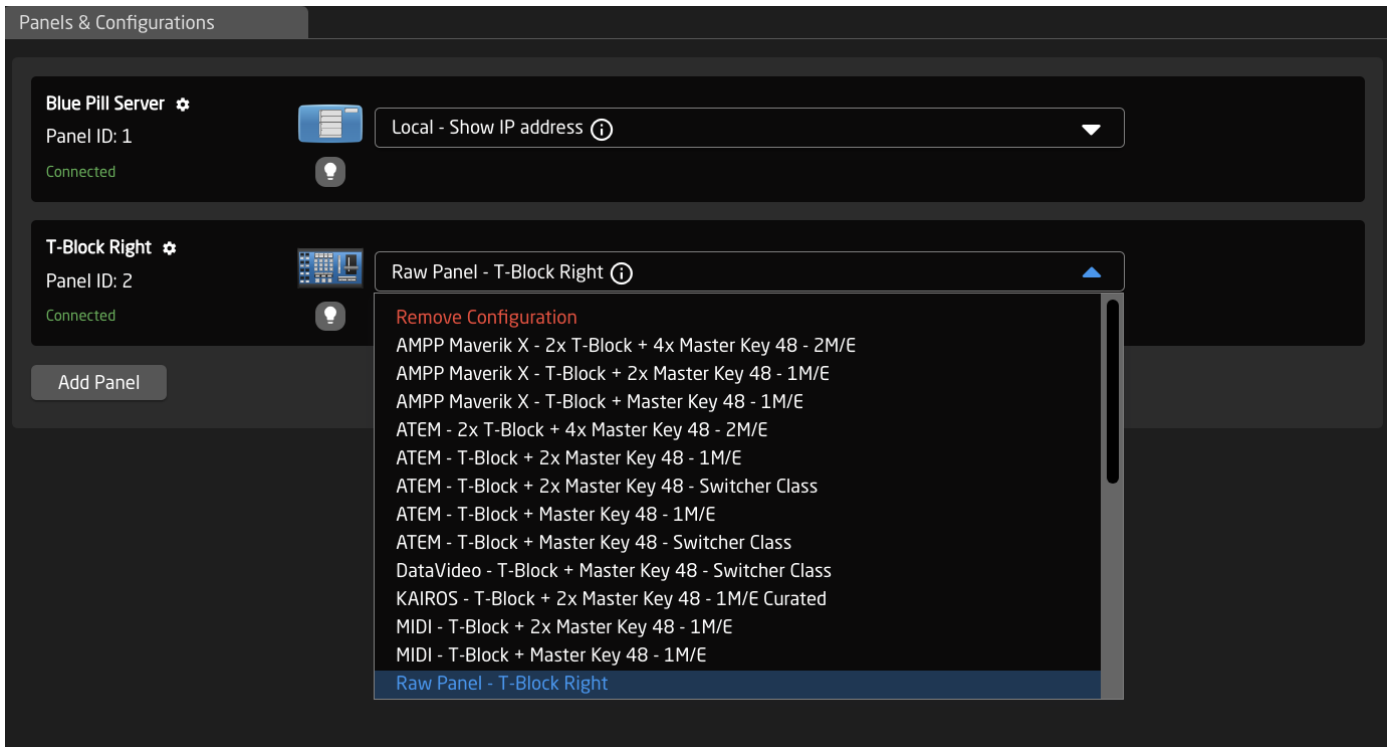 Panels & Configurations
Blue Pill Server
Panel ID: 1
Connected
Local - Show IP address
T-Block Right
Panel ID: 2
Connected
Raw Panel - T-Block Right
Remove Configuration
AMPP Maverik X - 2x T-Block + 4x Master Key 48 - 2M/E
AMPP Maverik X - T-Block + 2x Master Key 48 - 1M/E
AMPP Maverik X - T-Block + Master Key 48 - 1M/E
ATEM - 2x T-Block + 4x Master Key 48 - 2M/E
ATEM - T-Block + 2x Master Key 48 - 1M/E
ATEM - T-Block + 2x Master Key 48 - Switcher Class
ATEM - T-Block + Master Key 48 - 1M/E
ATEM - T-Block + Master Key 48 - Switcher Class
DataVideo - T-Block + Master Key 48 - Switcher Class
KAIROS - T-Block + 2x Master Key 48 - 1M/E Curated
MIDI - T-Block + 2x Master Key 48 - 1M/E
MIDI - T-Block + Master Key 48 - 1M/E
Raw Panel - T-Block Right
Add Panel